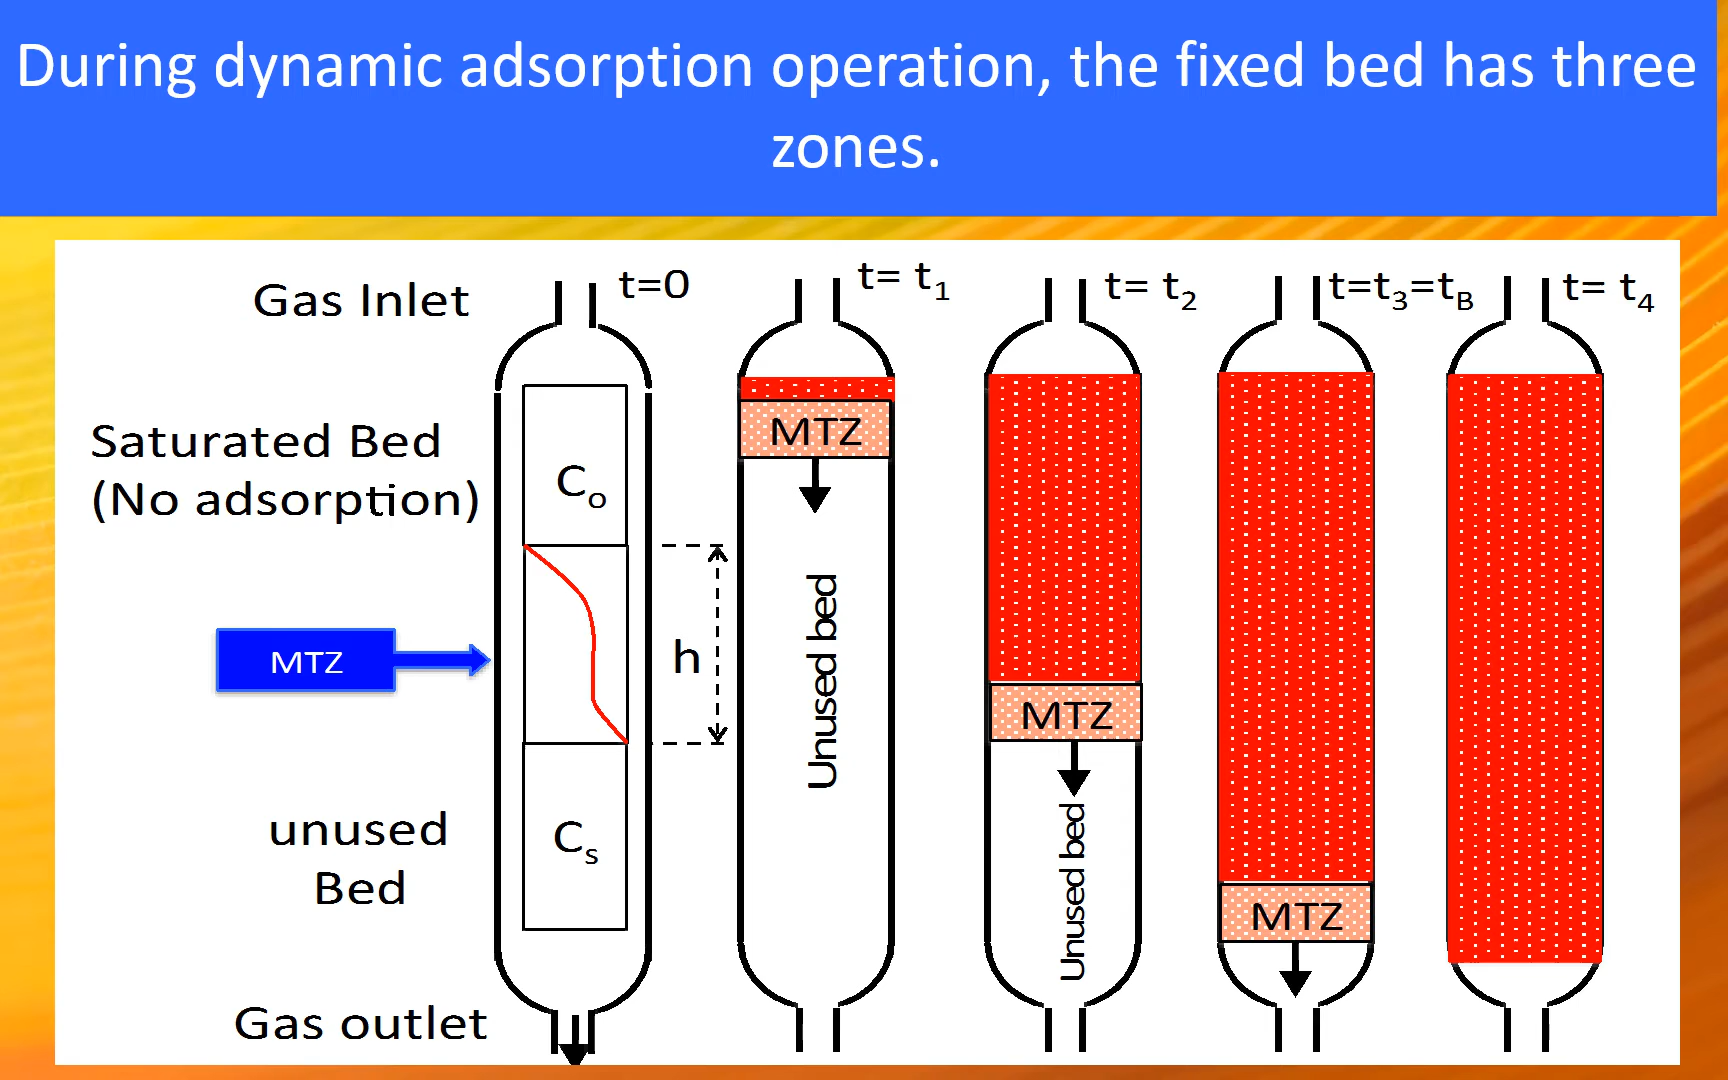 During dynamic adsorption operation, the fixed bed has three
zones.
Gas Inlet
t=0
t= t1
t= t2
t=t3=tB
t= t4
Saturated Bed
(No adsorption)
Co
MTZ
h
unused
Bed
Cs
Gas outlet
MTZ
Unused bed
MTZ
Unused bed
MTZ